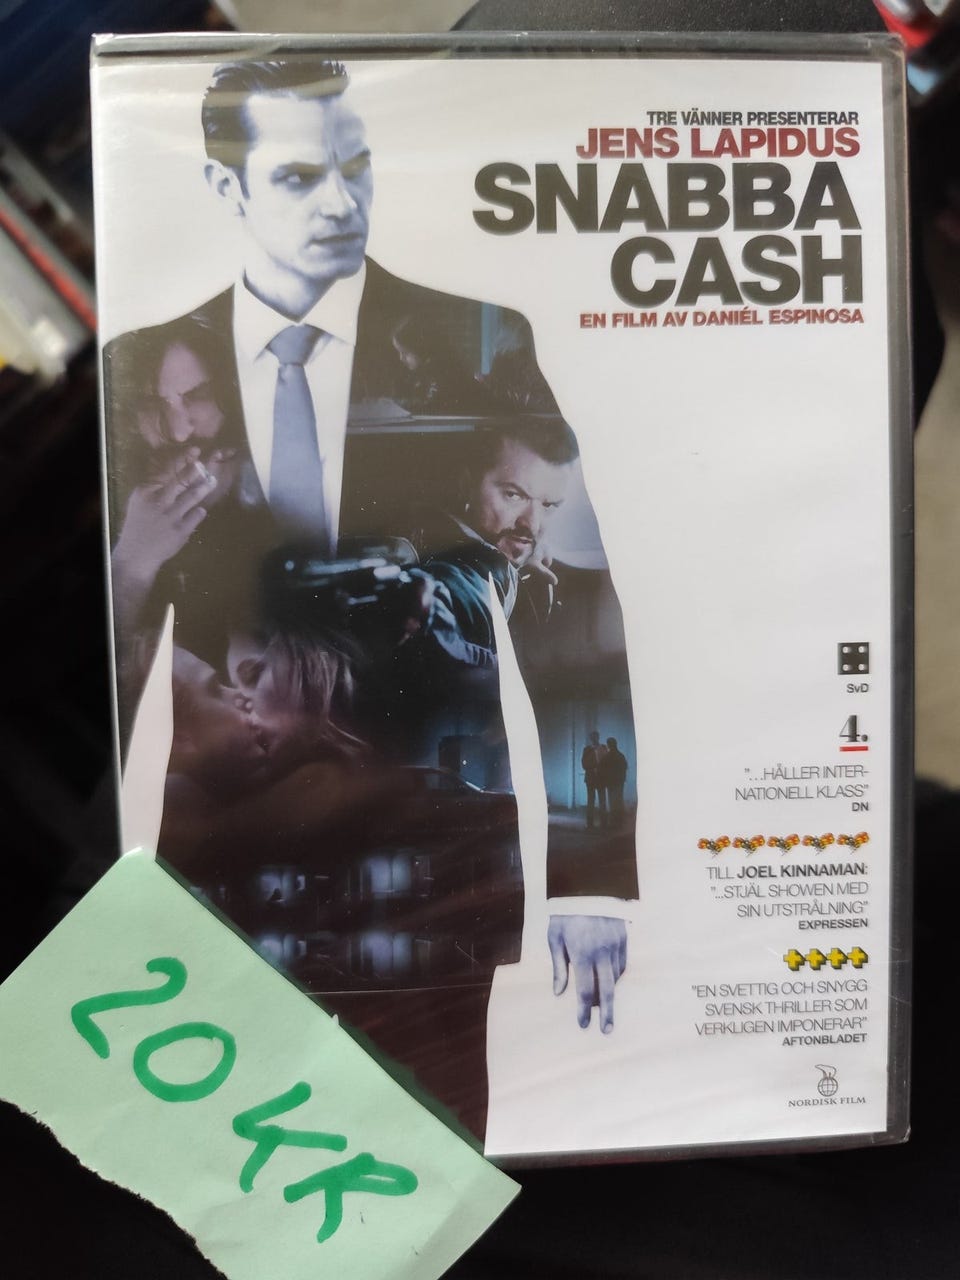 TRE VÄNNER PRESENTERAR
JENS LAPIDUS
SNABBA
CASH
EN FILM AV DANIÉL ESPINOSA
SvD
4.
"...HÅLLER INTER-
NATIONELL KLASS"
DN
TILL JOEL KINNAMAN:
"...STJÄL SHOWEN MED
SIN UTSTRÅLNING"
EXPRESSEN
"EN SVETTIG OCH SNYGG
SVENSK THRILLER SOM
VERKLIGEN IMPONERAR"
AFTONBLADET
NORDISK FILM
20 KR